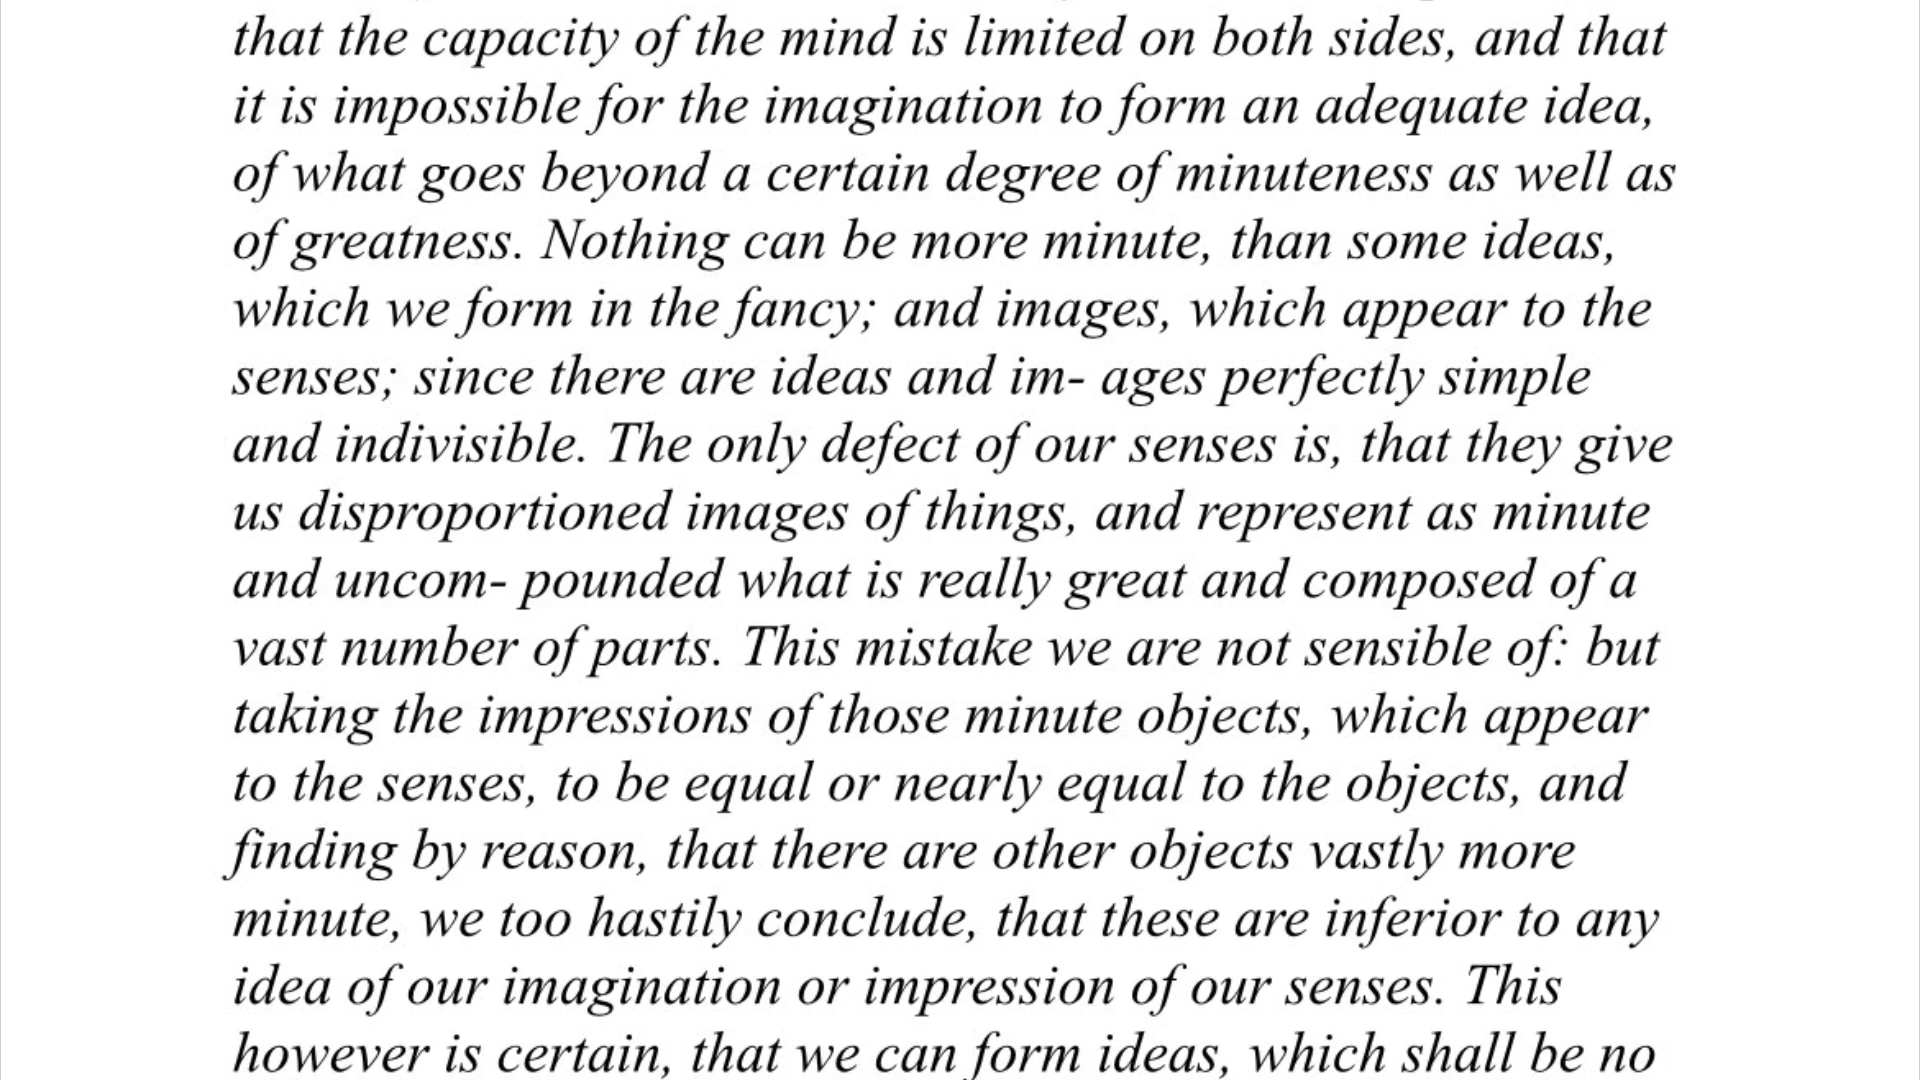 that the capacity of the mind is limited on both sides, and that
it is impossible for the imagination to form an adequate idea,
of what goes beyond a certain degree of minuteness as well as
of greatness. Nothing can be more minute, than some ideas,
which we form in the fancy; and images, which appear to the
senses; since there are ideas and im- ages perfectly simple
and indivisible. The only defect of our senses is, that they give
us disproportioned images of things, and represent as minute
and uncom- pounded what is really great and composed of a
vast number of parts. This mistake we are not sensible of: but
taking the impressions of those minute objects, which appear
to the senses, to be equal or nearly equal to the objects, and
finding by reason, that there are other objects vastly more
minute, we too hastily conclude, that these are inferior to any
idea of our imagination or impression of our senses. This
however is certain, that we can form ideas, which shall be no